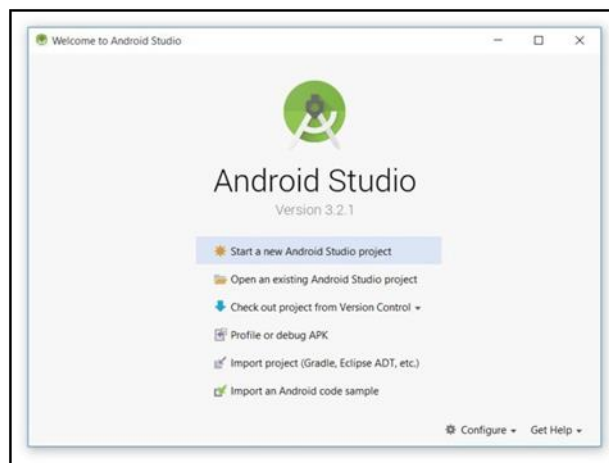 Welcome to Android Studio
Android Studio
Version 3.2.1
Start a new Android Studio project
Open an existing Android Studio project
Check out project from Version Control
Profile or debug APK
Import project (Gradle, Eclipse ADT, etc.)
Import an Android code sample
Configure Get Help